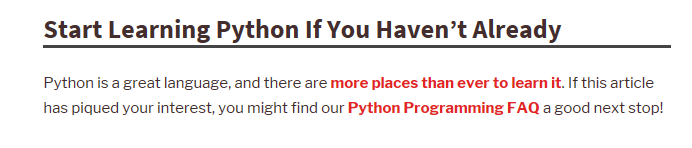 Start Learning Python If You Haven’t Already
Python is a great language, and there are more places than ever to learn it. If this article
has piqued your interest, you might find our Python Programming FAQ a good next stop!